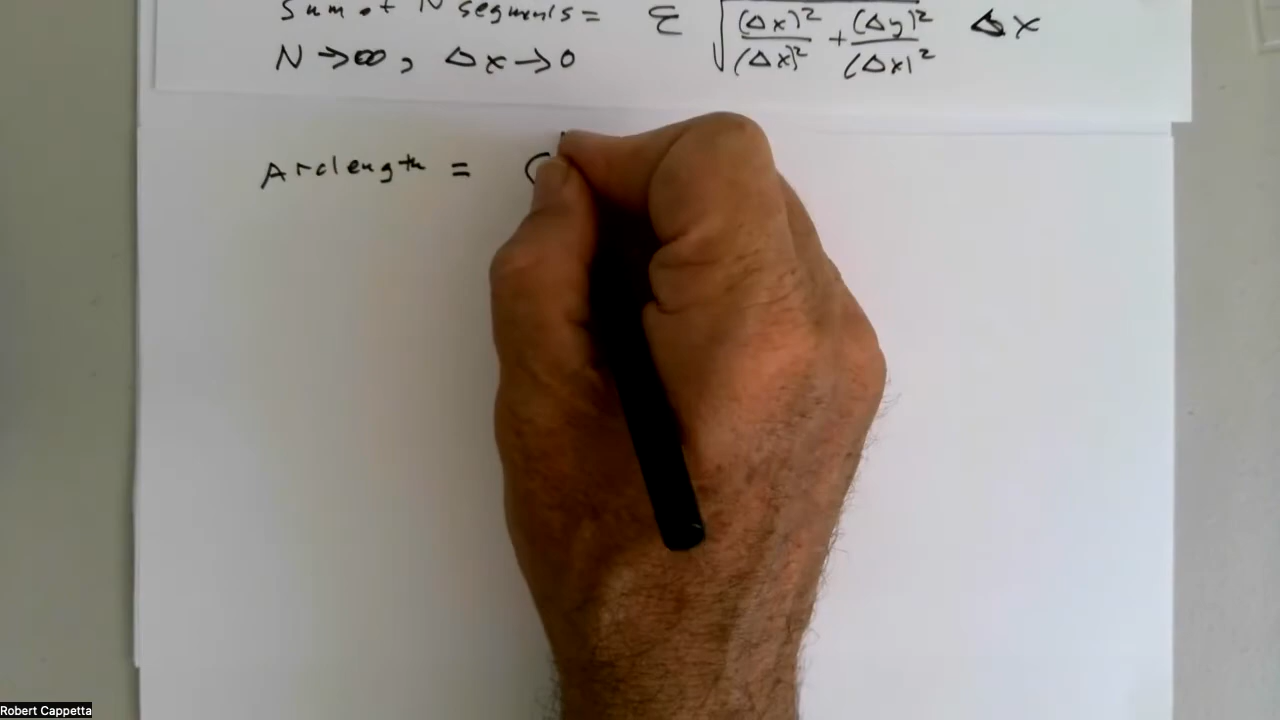 Sum of N segments = Σ √((Δx)²/(Δx)² + (Δy)²/(Δx)²) Δx
N → ∞, Δx → 0
Arclength =
Robert Cappetta